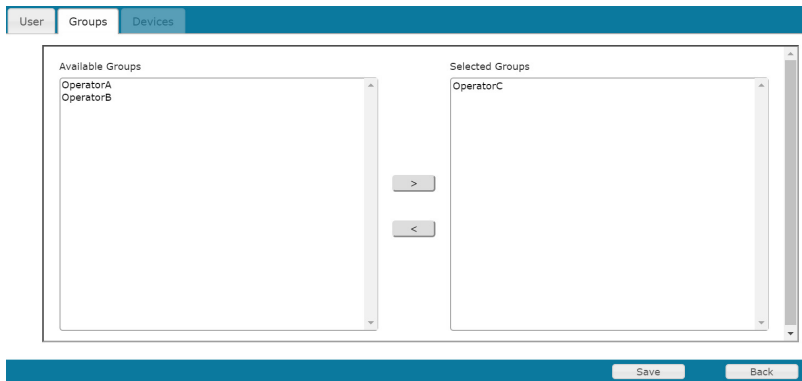 User Groups Devices
Available Groups Selected Groups
OperatorA OperatorC
OperatorB
>
<
Save Back